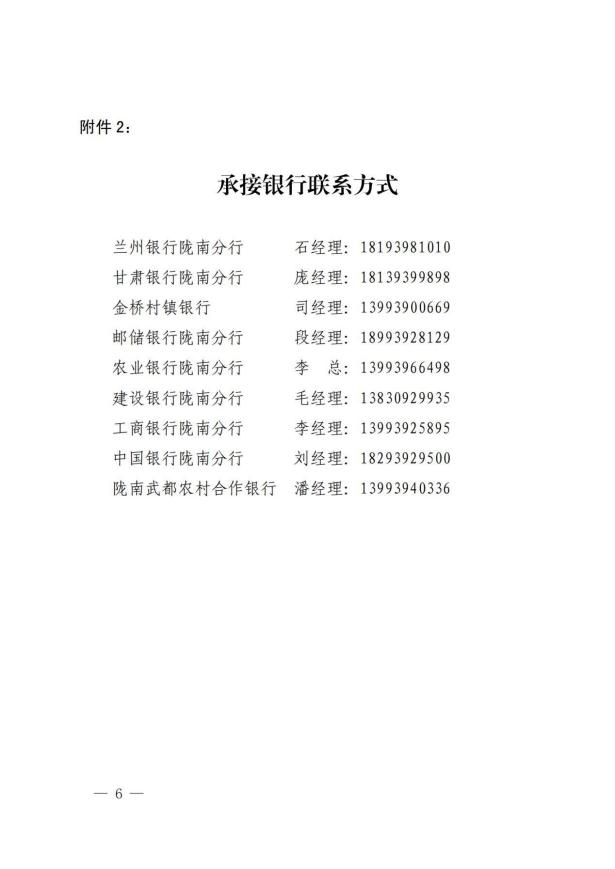 附件 2：
承接银行联系方式
兰州银行陇南分行 石经理：18193981010
甘肃银行陇南分行 庞经理：18139399898
金桥村镇银行 司经理：13993900669
邮储银行陇南分行 段经理：18993928129
农业银行陇南分行 李 总：13993966498
建设银行陇南分行 毛经理：13830929935
工商银行陇南分行 李经理：13993925895
中国银行陇南分行 刘经理：18293929500
陇南武都农村合作银行 潘经理：13993940336
— 6 —